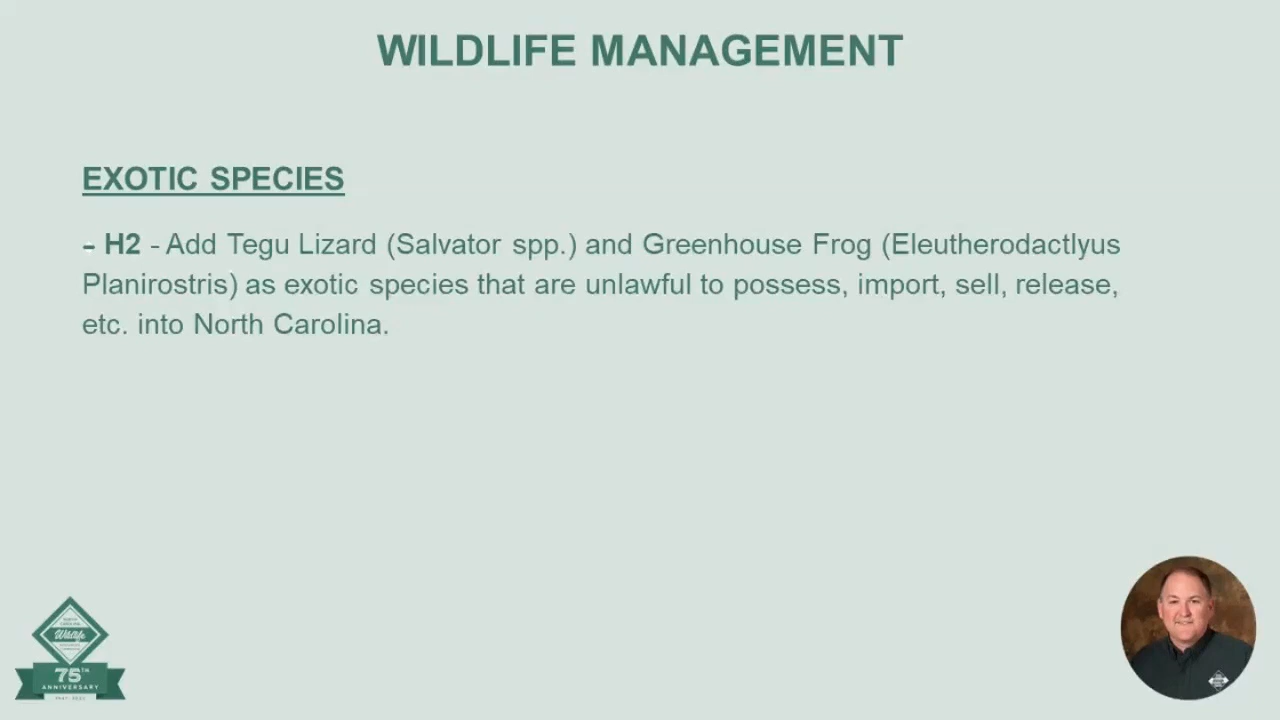 WILDLIFE MANAGEMENT
EXOTIC SPECIES
- H2 - Add Tegu Lizard (Salvator spp.) and Greenhouse Frog (Eleutherodactlyus
Planirostris) as exotic species that are unlawful to possess, import, sell, release,
etc. into North Carolina.
Wildlife
75TH
ANNIVERSARY